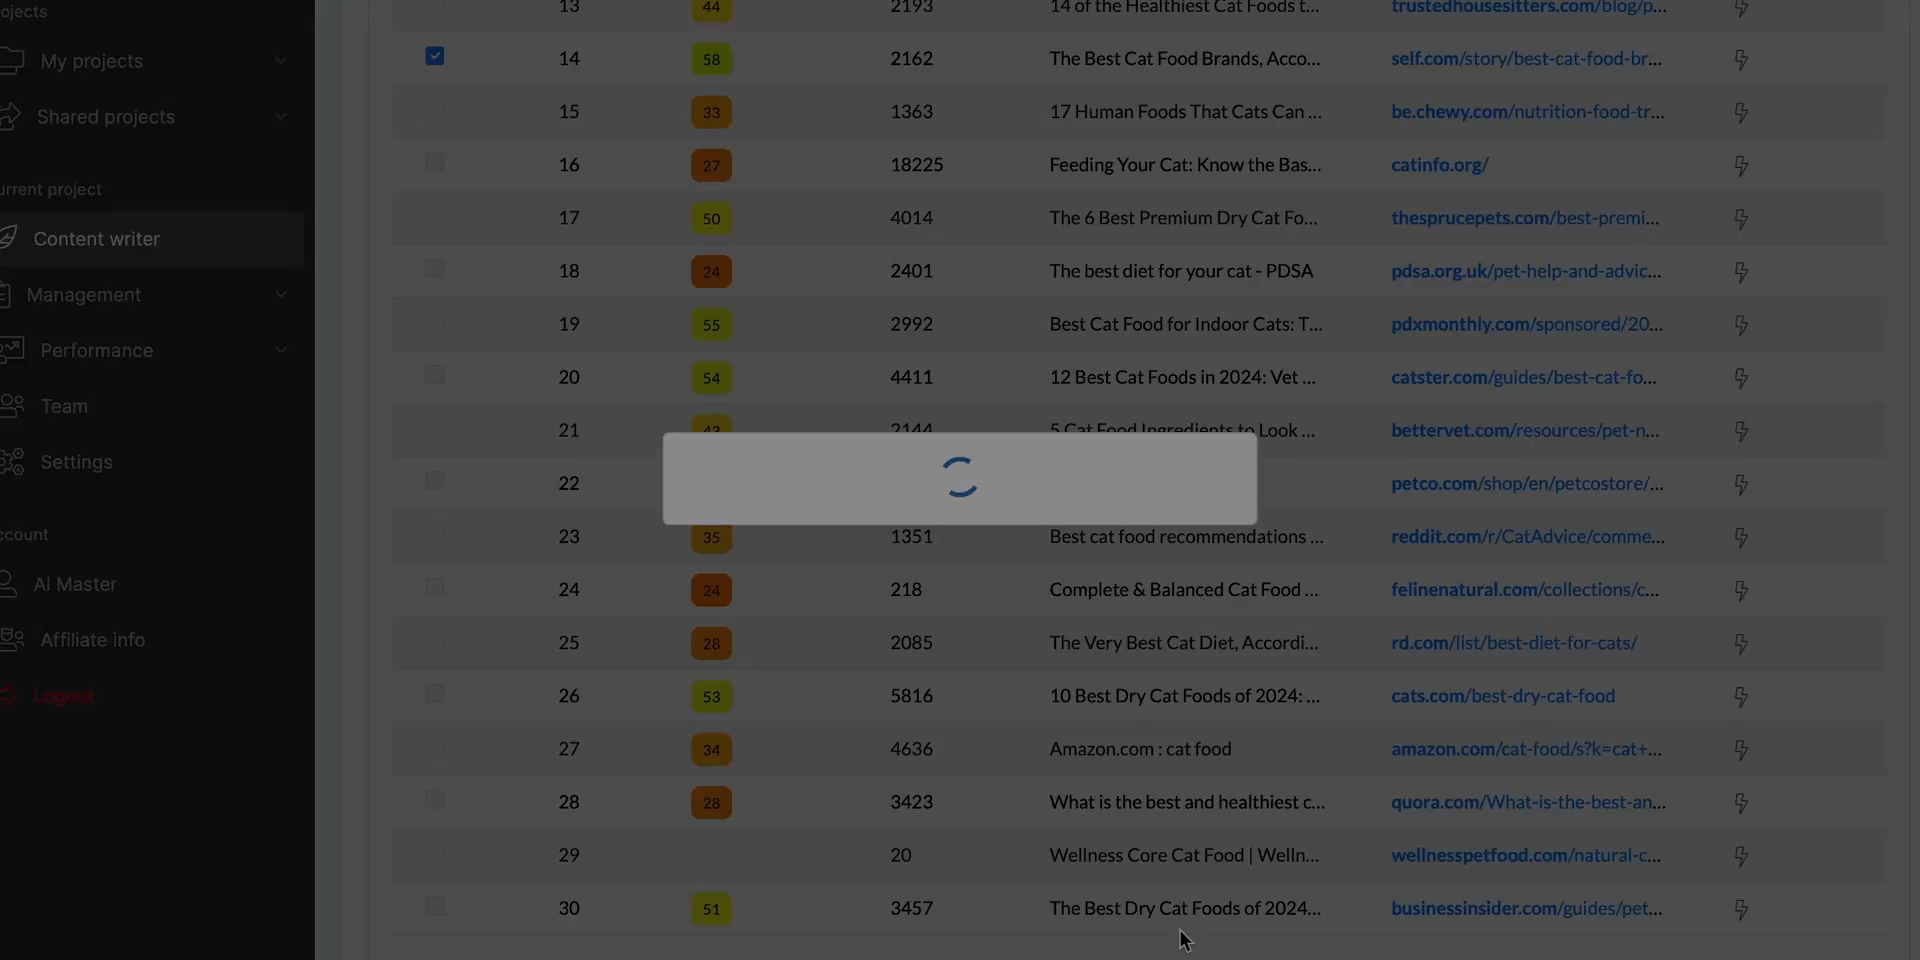 ojects
My projects
Shared projects
urrent project
Content writer
Management
Performance
Team
Settings
ccount
AI Master
Affiliate info
Logout
13 44 2193 14 of the Healthiest Cat Foods t... trustedhousesitters.com/blog/p...
14 58 2162 The Best Cat Food Brands, Acco... self.com/story/best-cat-food-br...
15 33 1363 17 Human Foods That Cats Can ... be.chewy.com/nutrition-food-tr...
16 27 18225 Feeding Your Cat: Know the Bas... catinfo.org/
17 50 4014 The 6 Best Premium Dry Cat Fo... thesprucepets.com/best-premi...
18 24 2401 The best diet for your cat - PDSA pdsa.org.uk/pet-help-and-advic...
19 55 2992 Best Cat Food for Indoor Cats: T... pdxmonthly.com/sponsored/20...
20 54 4411 12 Best Cat Foods in 2024: Vet ... catster.com/guides/best-cat-fo...
21 43 2144 5 Cat Food Ingredients to Look ... bettervet.com/resources/pet-n...
22 petco.com/shop/en/petcostore/...
23 35 1351 Best cat food recommendations ... reddit.com/r/CatAdvice/comme...
24 24 218 Complete & Balanced Cat Food ... felinenatural.com/collections/c...
25 28 2085 The Very Best Cat Diet, Accordi... rd.com/list/best-diet-for-cats/
26 53 5816 10 Best Dry Cat Foods of 2024: ... cats.com/best-dry-cat-food
27 34 4636 Amazon.com : cat food amazon.com/cat-food/s?k=cat+...
28 28 3423 What is the best and healthiest c... quora.com/What-is-the-best-an...
29 20 Wellness Core Cat Food | Welln... wellnesspetfood.com/natural-c...
30 51 3457 The Best Dry Cat Foods of 2024... businessinsider.com/guides/pet...